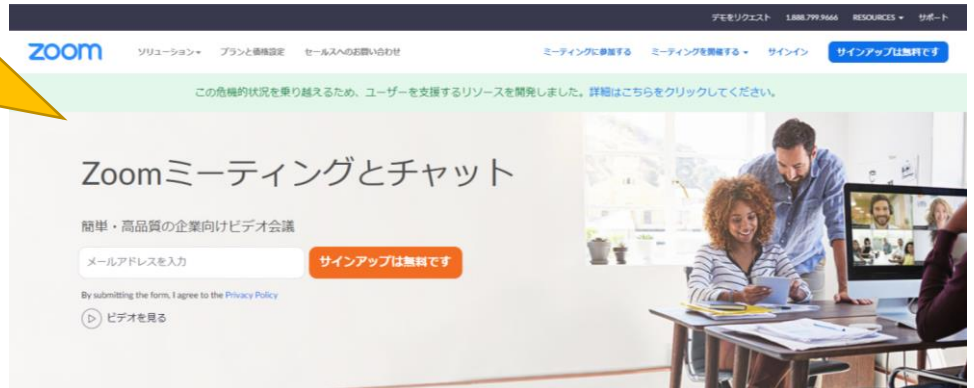 デモをリクエスト 1.888.799.9666 RESOURCES サポート
zoom ソリューション プランと価格設定 セールスへのお問い合わせ ミーティングに参加する ミーティングを開催する サインイン サインアップは無料です
この危機的状況を乗り越えるため、ユーザーを支援するリソースを開発しました。詳細はこちらをクリックしてください。
Zoomミーティングとチャット
簡単・高品質の企業向けビデオ会議
メールアドレスを入力 サインアップは無料です
By submitting the form, I agree to the Privacy Policy
ビデオを見る